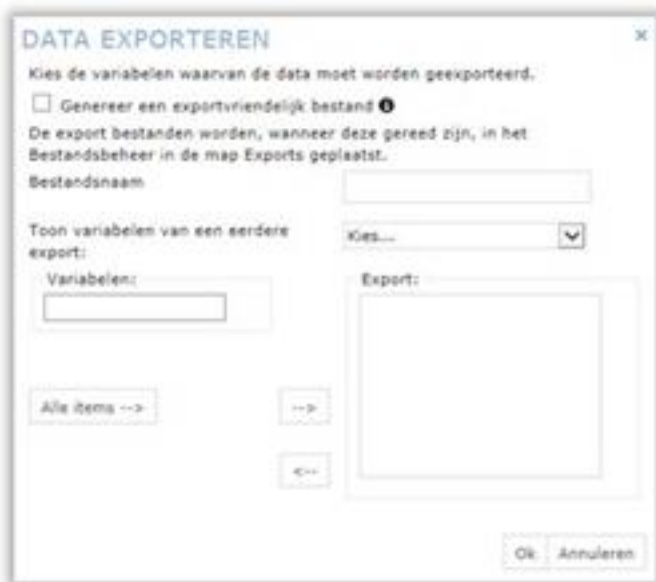 DATA EXPORTEREN
×
Kies de variabelen waarvan de data moet worden geexporteerd.
Genereer een exportvriendelijk bestand
De export bestanden worden, wanneer deze gereed zijn, in het
Bestandsbeheer in de map Exports geplaatst.
Bestandsnaam
Toon variabelen van een eerdere
export:
Kies...
Variabelen:
Export:
Alle items -->
-->
<--
Ok
Annuleren